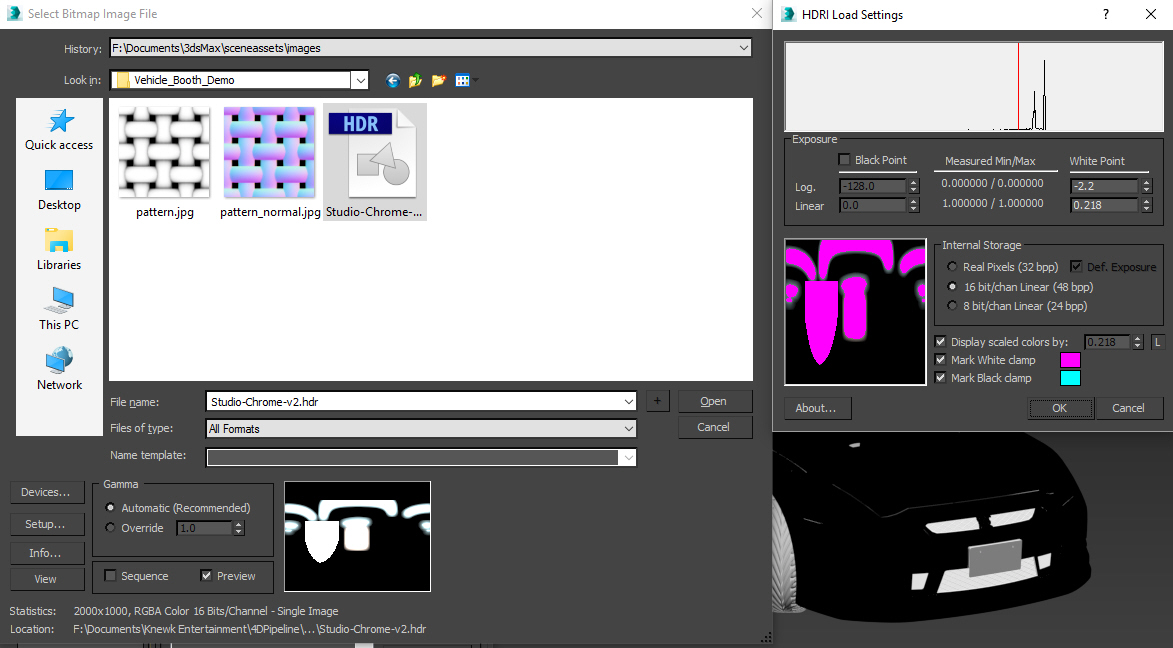 Select Bitmap Image File
History:
F:\Documents\3dsMax\sceneassets\images
Look in:
Vehicle_Booth_Demo
Quick access
Desktop
Libraries
This PC
Network
HDR
pattern.jpg
pattern_normal.jpg
Studio-Chrome-...
File name:
Studio-Chrome-v2.hdr
+
Open
Files of type:
All Formats
Cancel
Name template:
Devices...
Setup...
Info...
View
Gamma
Automatic (Recommended)
Override
1.0
Sequence
Preview
Statistics: 2000x1000, RGBA Color 16 Bits/Channel - Single Image
Location: F:\Documents\Knewk Entertainment\4DPipeline\...\Studio-Chrome-v2.hdr
HDRI Load Settings
?
Exposure
Black Point
Measured Min/Max
White Point
Log.
-128.0
0.000000 / 0.000000
-2.2
Linear
0.0
1.000000 / 1.000000
0.218
Internal Storage
Real Pixels (32 bpp)
Def. Exposure
16 bit/chan Linear (48 bpp)
8 bit/chan Linear (24 bpp)
Display scaled colors by:
0.218
L
Mark White clamp
Mark Black clamp
About...
OK
Cancel